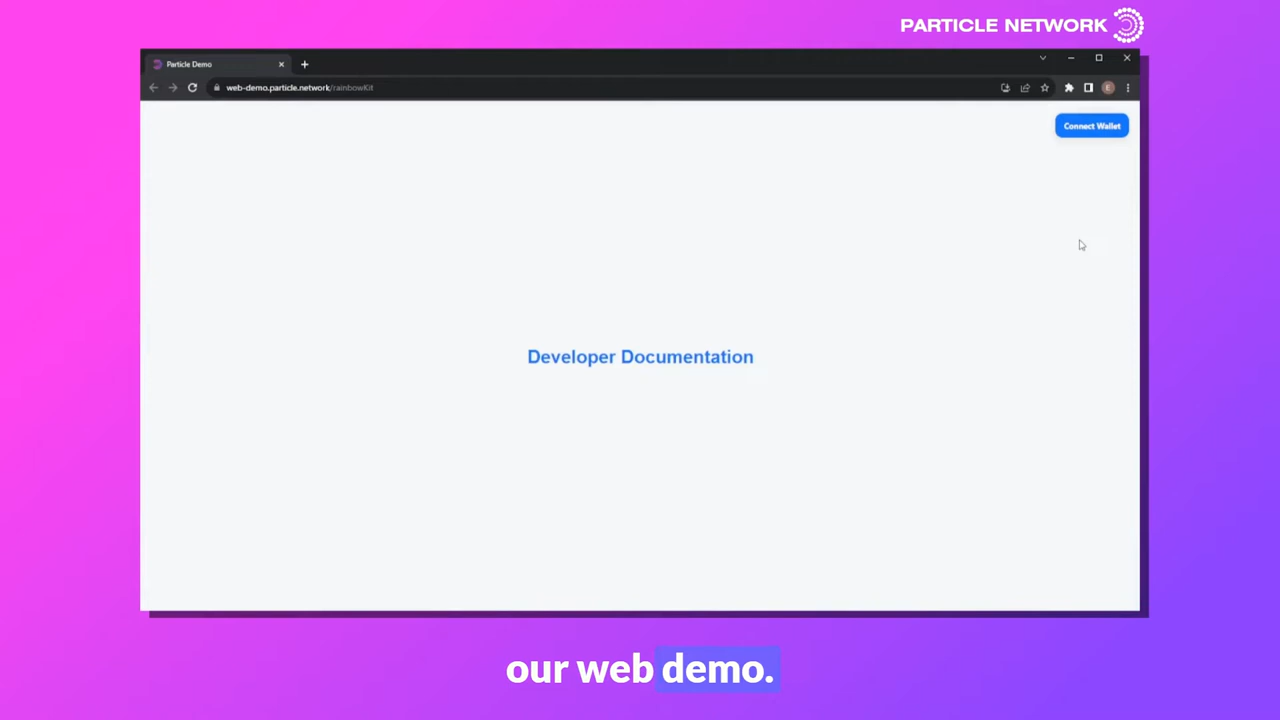 PARTICLE NETWORK
Particle Demo
web-demo.particle.network/rainbowKit
E
Connect Wallet
Developer Documentation
our web demo.